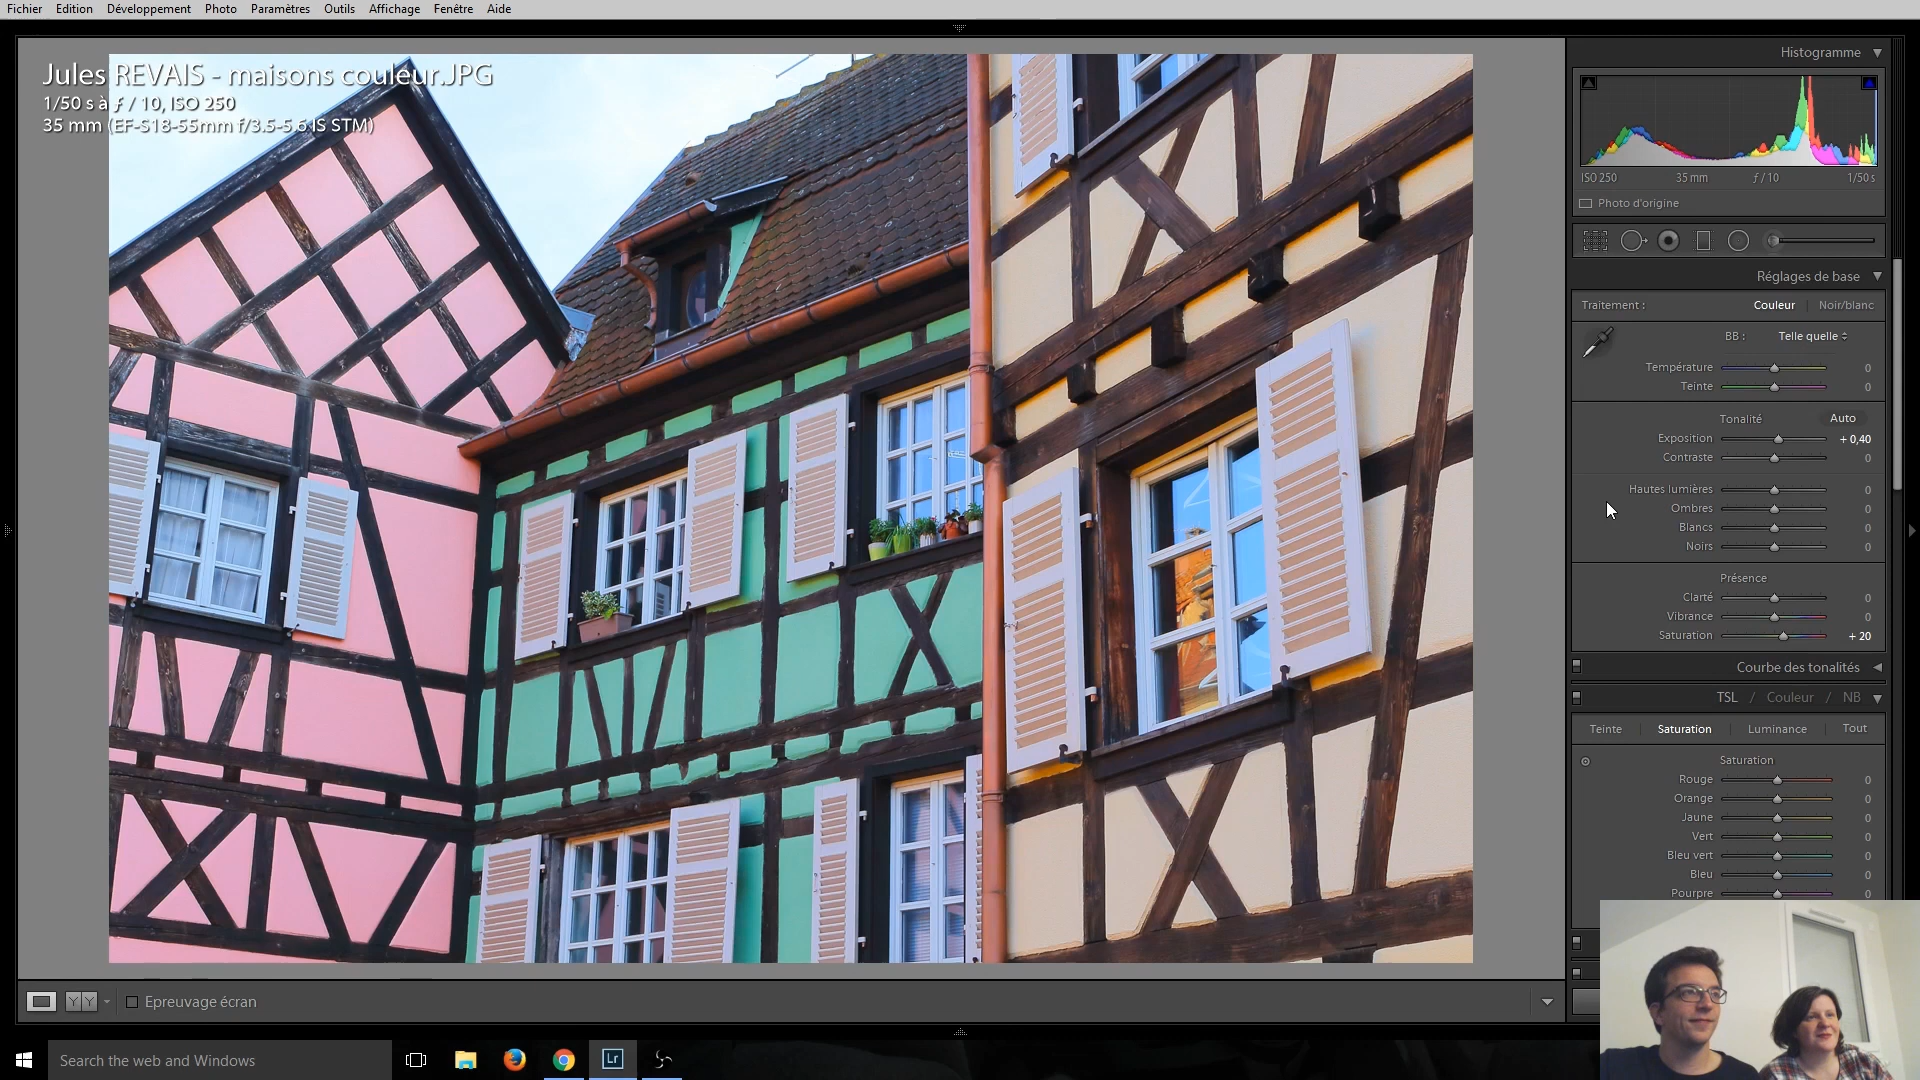 Fichier Edition Développement Photo Paramètres Outils Affichage Fenêtre Aide
Jules REVAIS - maisons couleur.JPG
1/50 s à ƒ / 10, ISO 250
35 mm (EF-S18-55mm f/3.5-5.6 IS STM)
Histogramme
ISO 250 35 mm ƒ / 10 1/50 s
Photo d'origine
Réglages de base
Traitement : Couleur Noir/blanc
BB : Telle quelle
Température 0
Teinte 0
Tonalité Auto
Exposition + 0,40
Contraste 0
Hautes lumières 0
Ombres 0
Blancs 0
Noirs 0
Présence
Clarté 0
Vibrance 0
Saturation + 20
Courbe des tonalités
TSL / Couleur / NB
Teinte Saturation Luminance Tout
Saturation
Rouge 0
Orange 0
Jaune 0
Vert 0
Bleu vert 0
Bleu 0
Pourpre 0
Y Y Epreuvage écran
Search the web and Windows
Lr